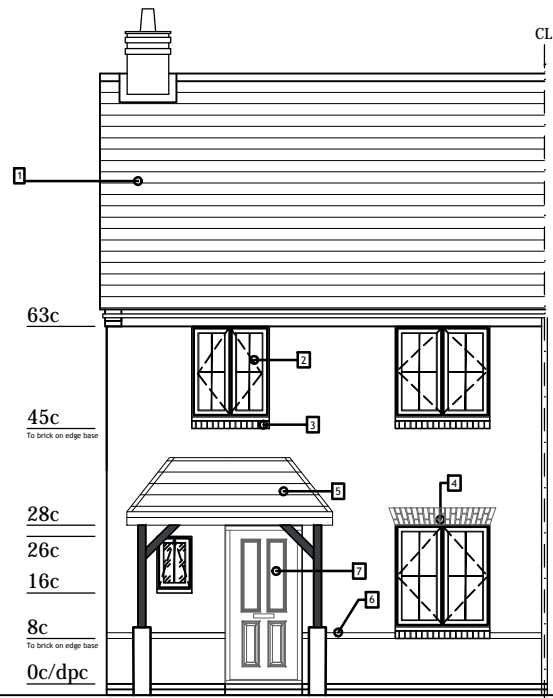 CL
1
63c
2
45c
To brick on edge base
3
5
4
28c
26c
7
16c
6
8c
To brick on edge base
0c/dpc